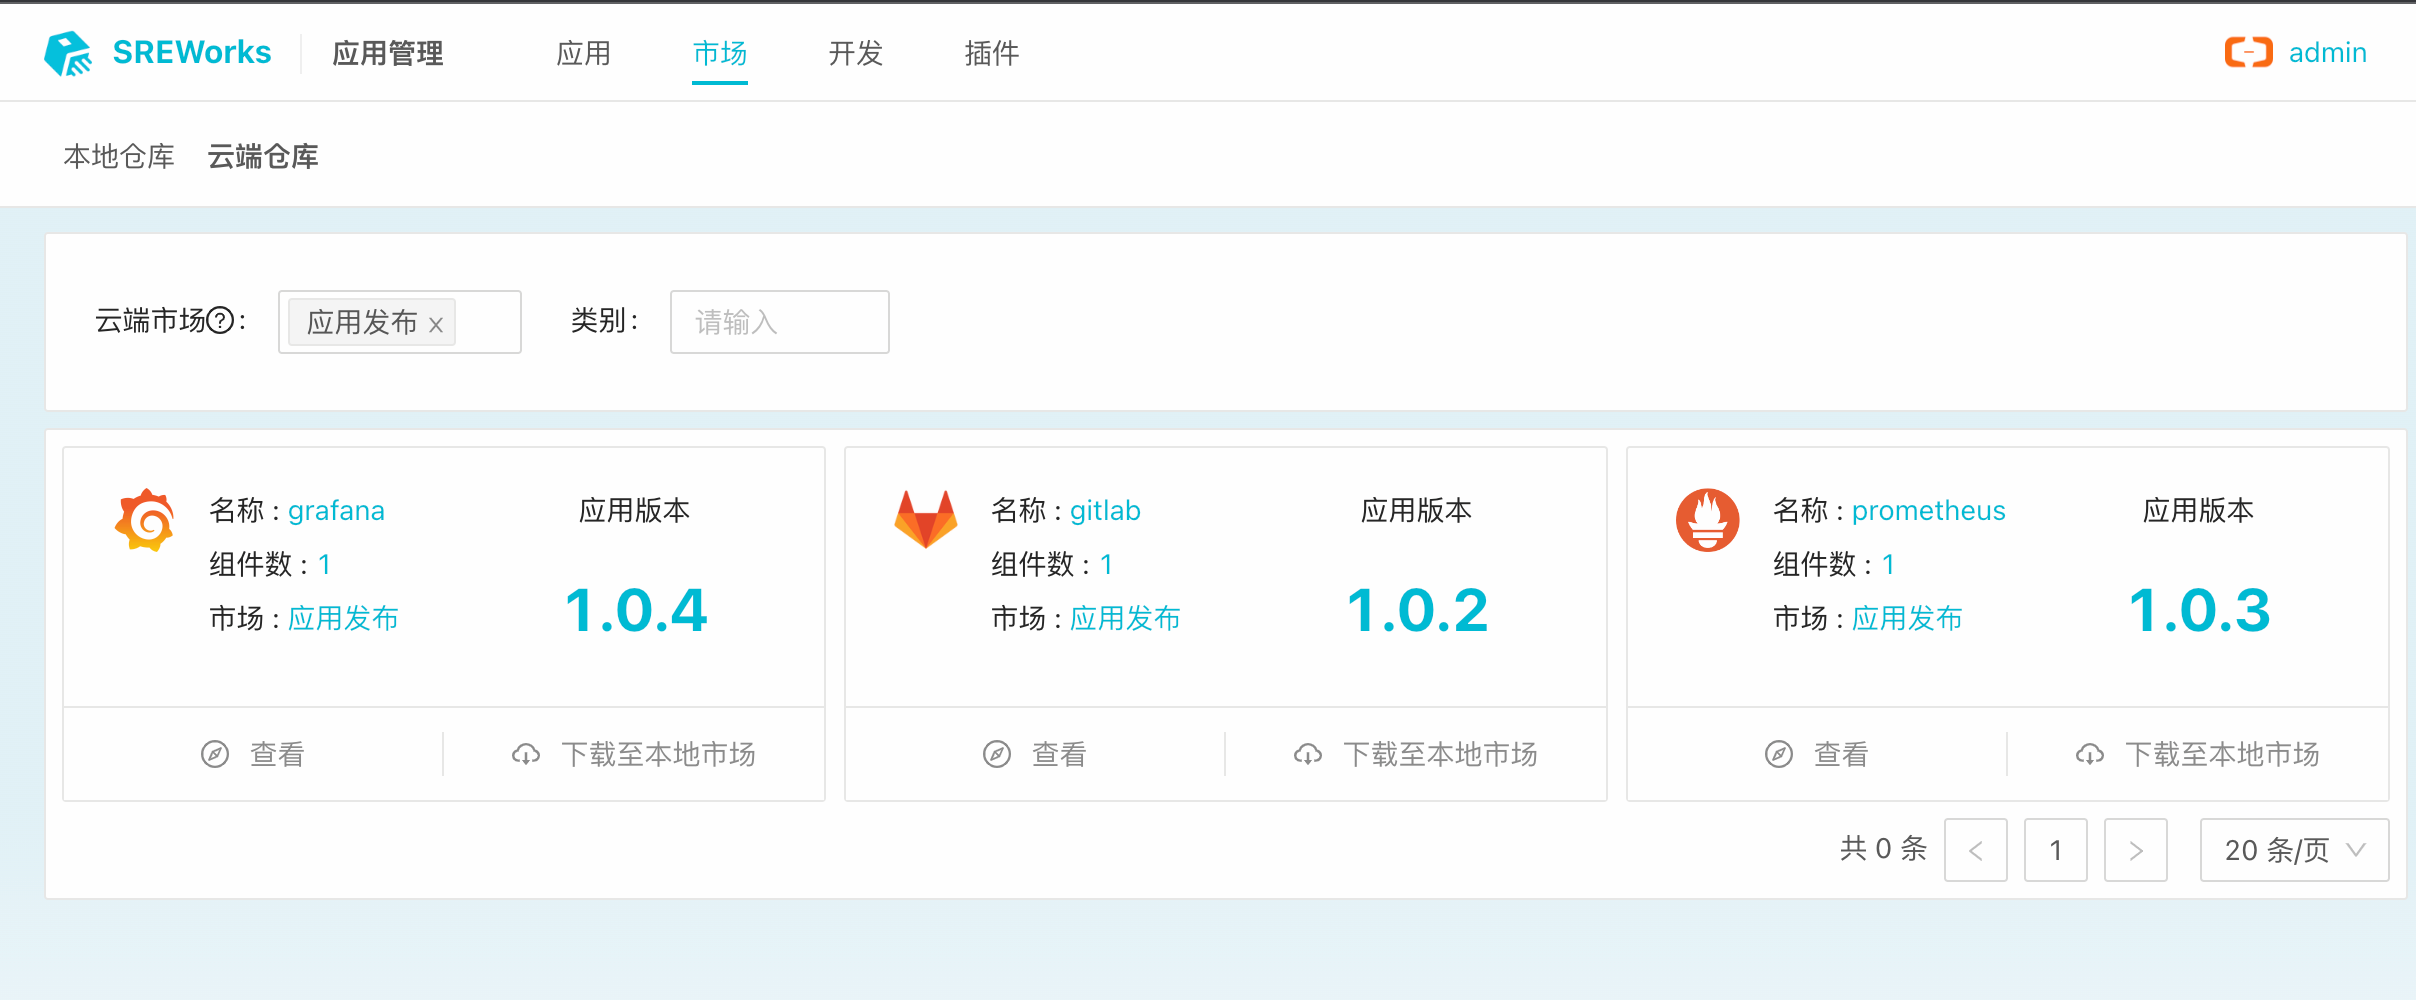 SREWorks 应用管理 应用 市场 开发 插件 admin
本地仓库 云端仓库
云端市场?: 应用发布 x 类别: 请输入
名称 : grafana 应用版本
组件数 : 1
市场 : 应用发布 1.0.4
查看 下载至本地市场
名称 : gitlab 应用版本
组件数 : 1
市场 : 应用发布 1.0.2
查看 下载至本地市场
名称 : prometheus 应用版本
组件数 : 1
市场 : 应用发布 1.0.3
查看 下载至本地市场
共 0 条 < 1 > 20 条/页